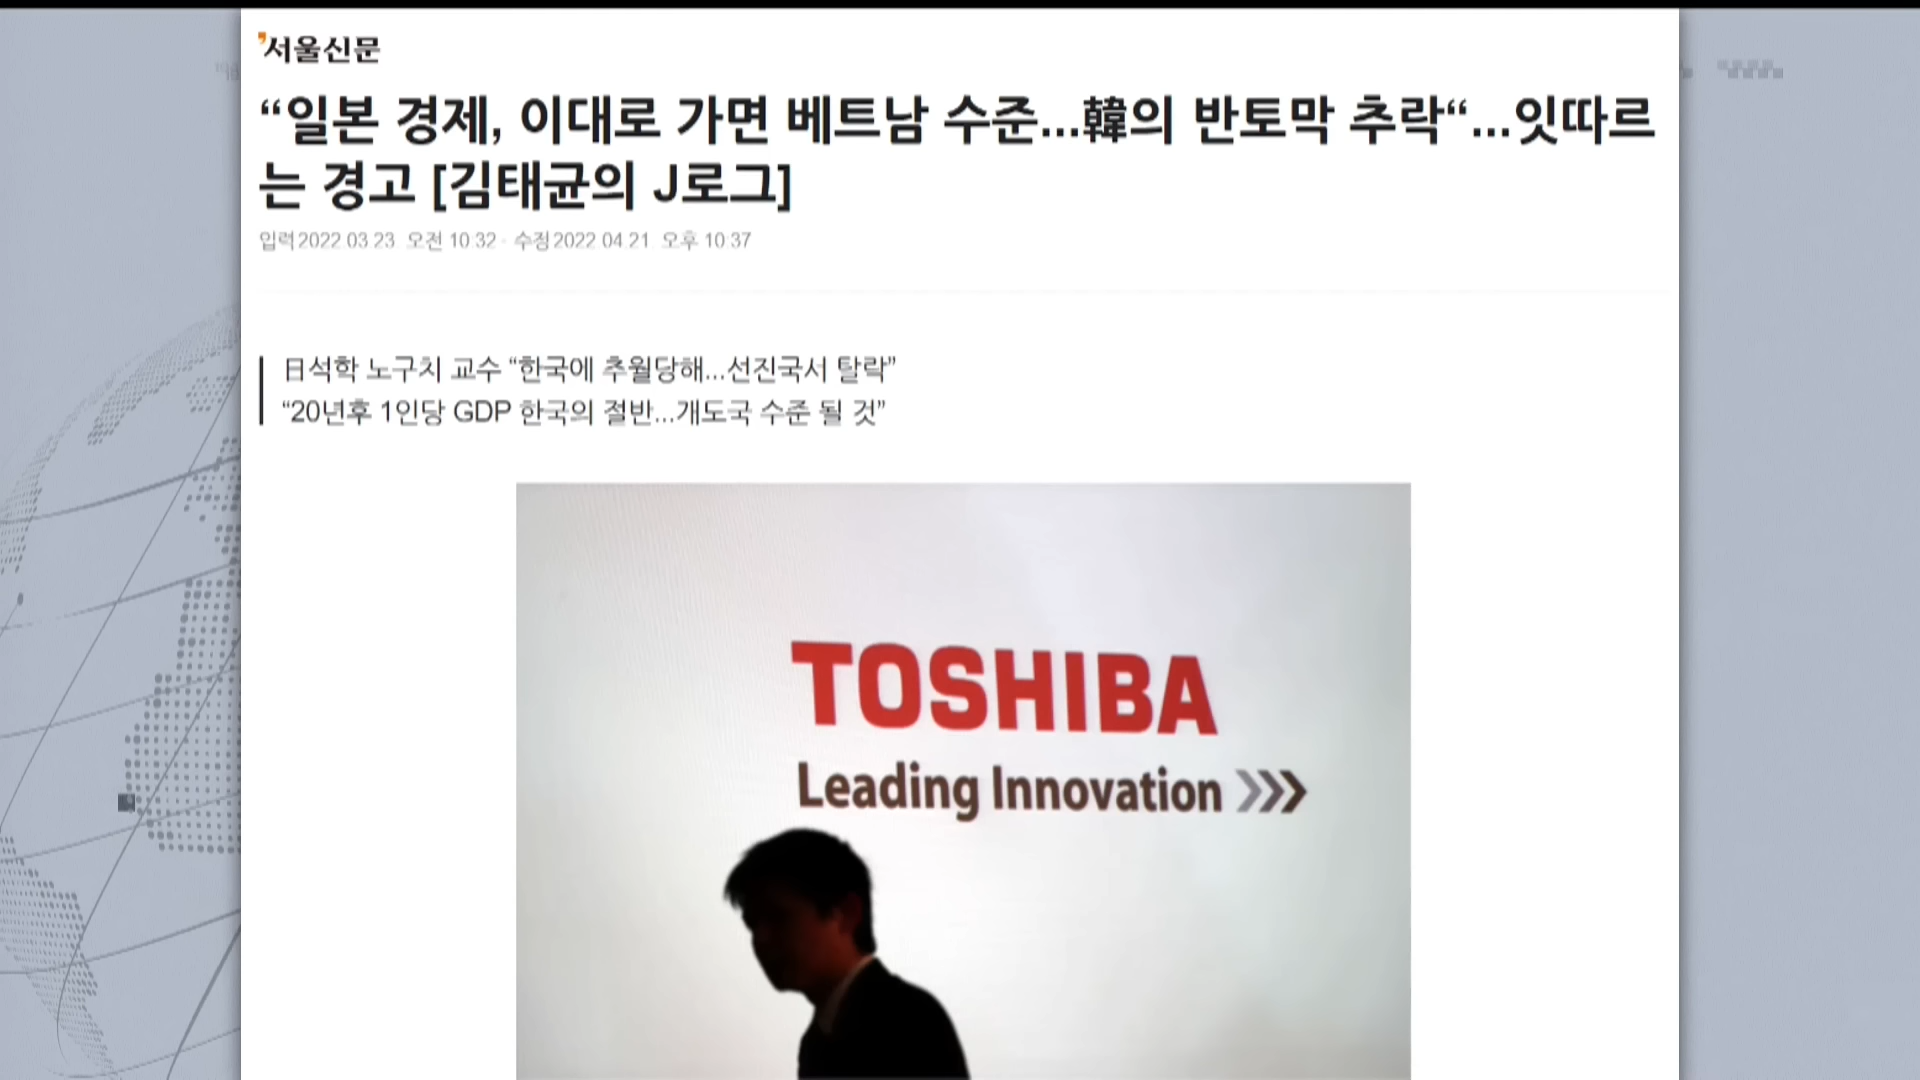 서울신문
“일본 경제, 이대로 가면 베트남 수준...韓의 반토막 추락“...잇따르
는 경고 [김태균의 J로그]
입력 2022.03.23 오전 10:32 · 수정 2022.04.21 오후 10:37
日석학 노구치 교수 “한국에 추월당해...선진국서 탈락”
“20년후 1인당 GDP 한국의 절반...개도국 수준 될 것”
TOSHIBA
Leading Innovation >>>